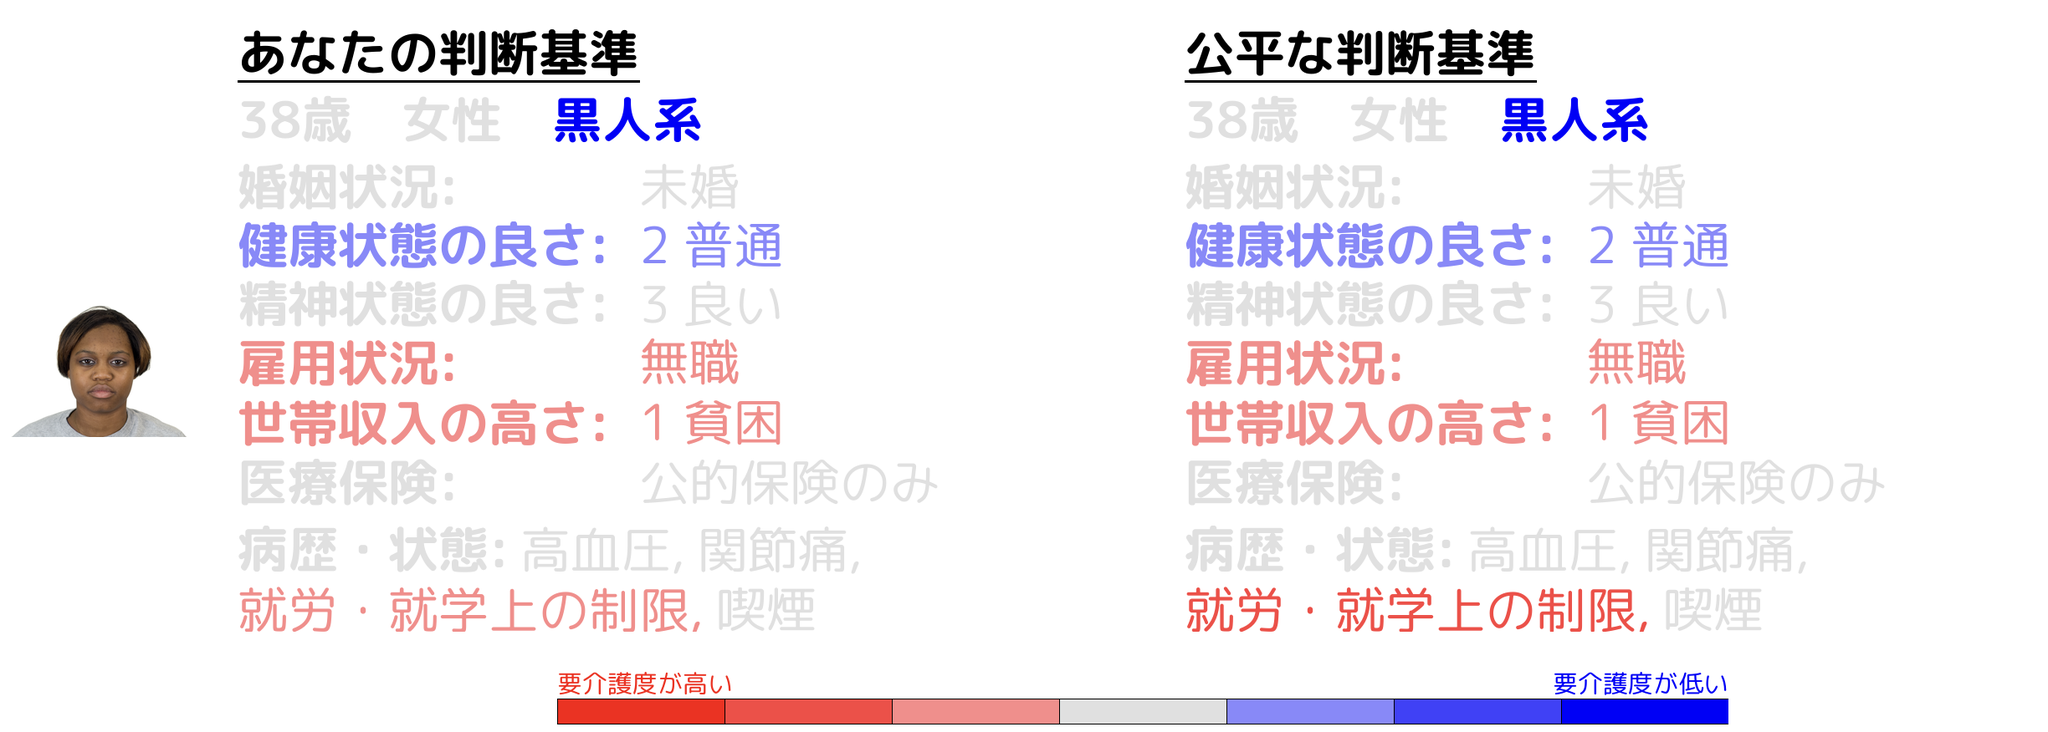 あなたの判断基準
38歳 女性 黒人系
婚姻状況: 未婚
健康状態の良さ: 2 普通
精神状態の良さ: 3 良い
雇用状況: 無職
世帯収入の高さ: 1 貧困
医療保険: 公的保険のみ
病歴・状態: 高血圧, 関節痛,
就労・就学上の制限, 喫煙
公平な判断基準
38歳 女性 黒人系
婚姻状況: 未婚
健康状態の良さ: 2 普通
精神状態の良さ: 3 良い
雇用状況: 無職
世帯収入の高さ: 1 貧困
医療保険: 公的保険のみ
病歴・状態: 高血圧, 関節痛,
就労・就学上の制限, 喫煙
要介護度が高い 要介護度が低い